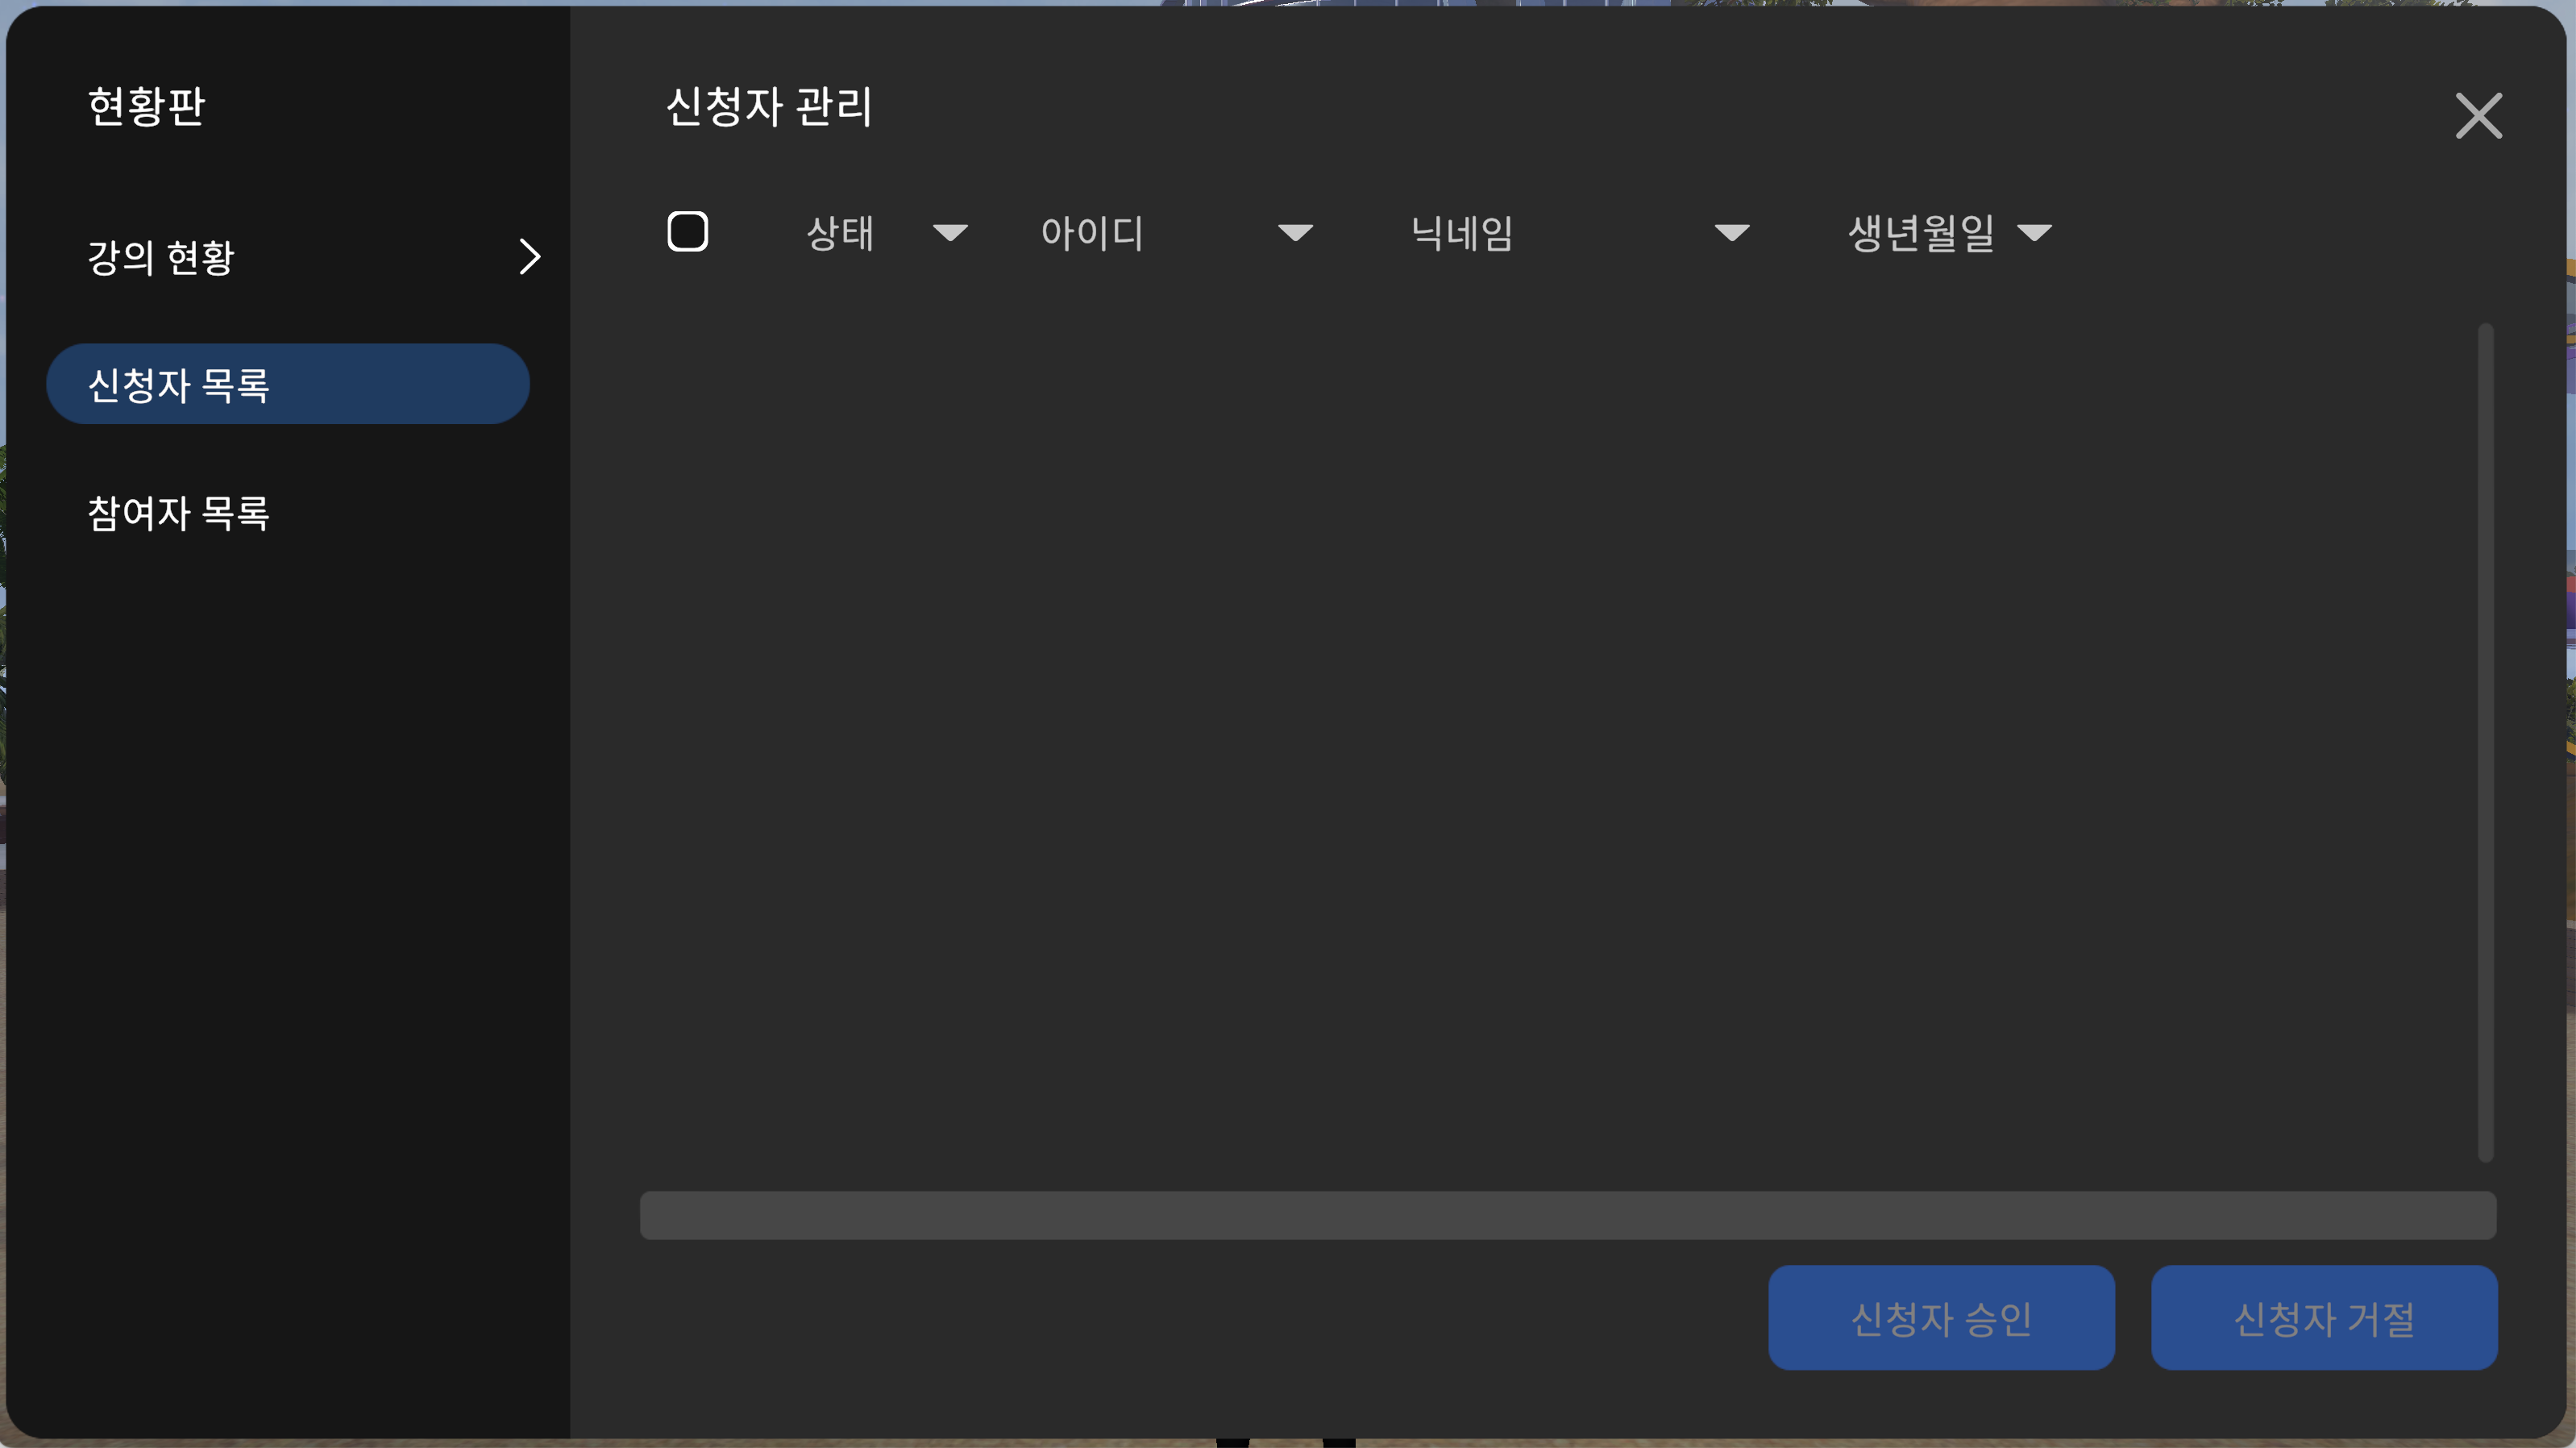 현황판
강의 현황
신청자 목록
참여자 목록
신청자 관리
상태 아이디 닉네임 생년월일
신청자 승인 신청자 거절